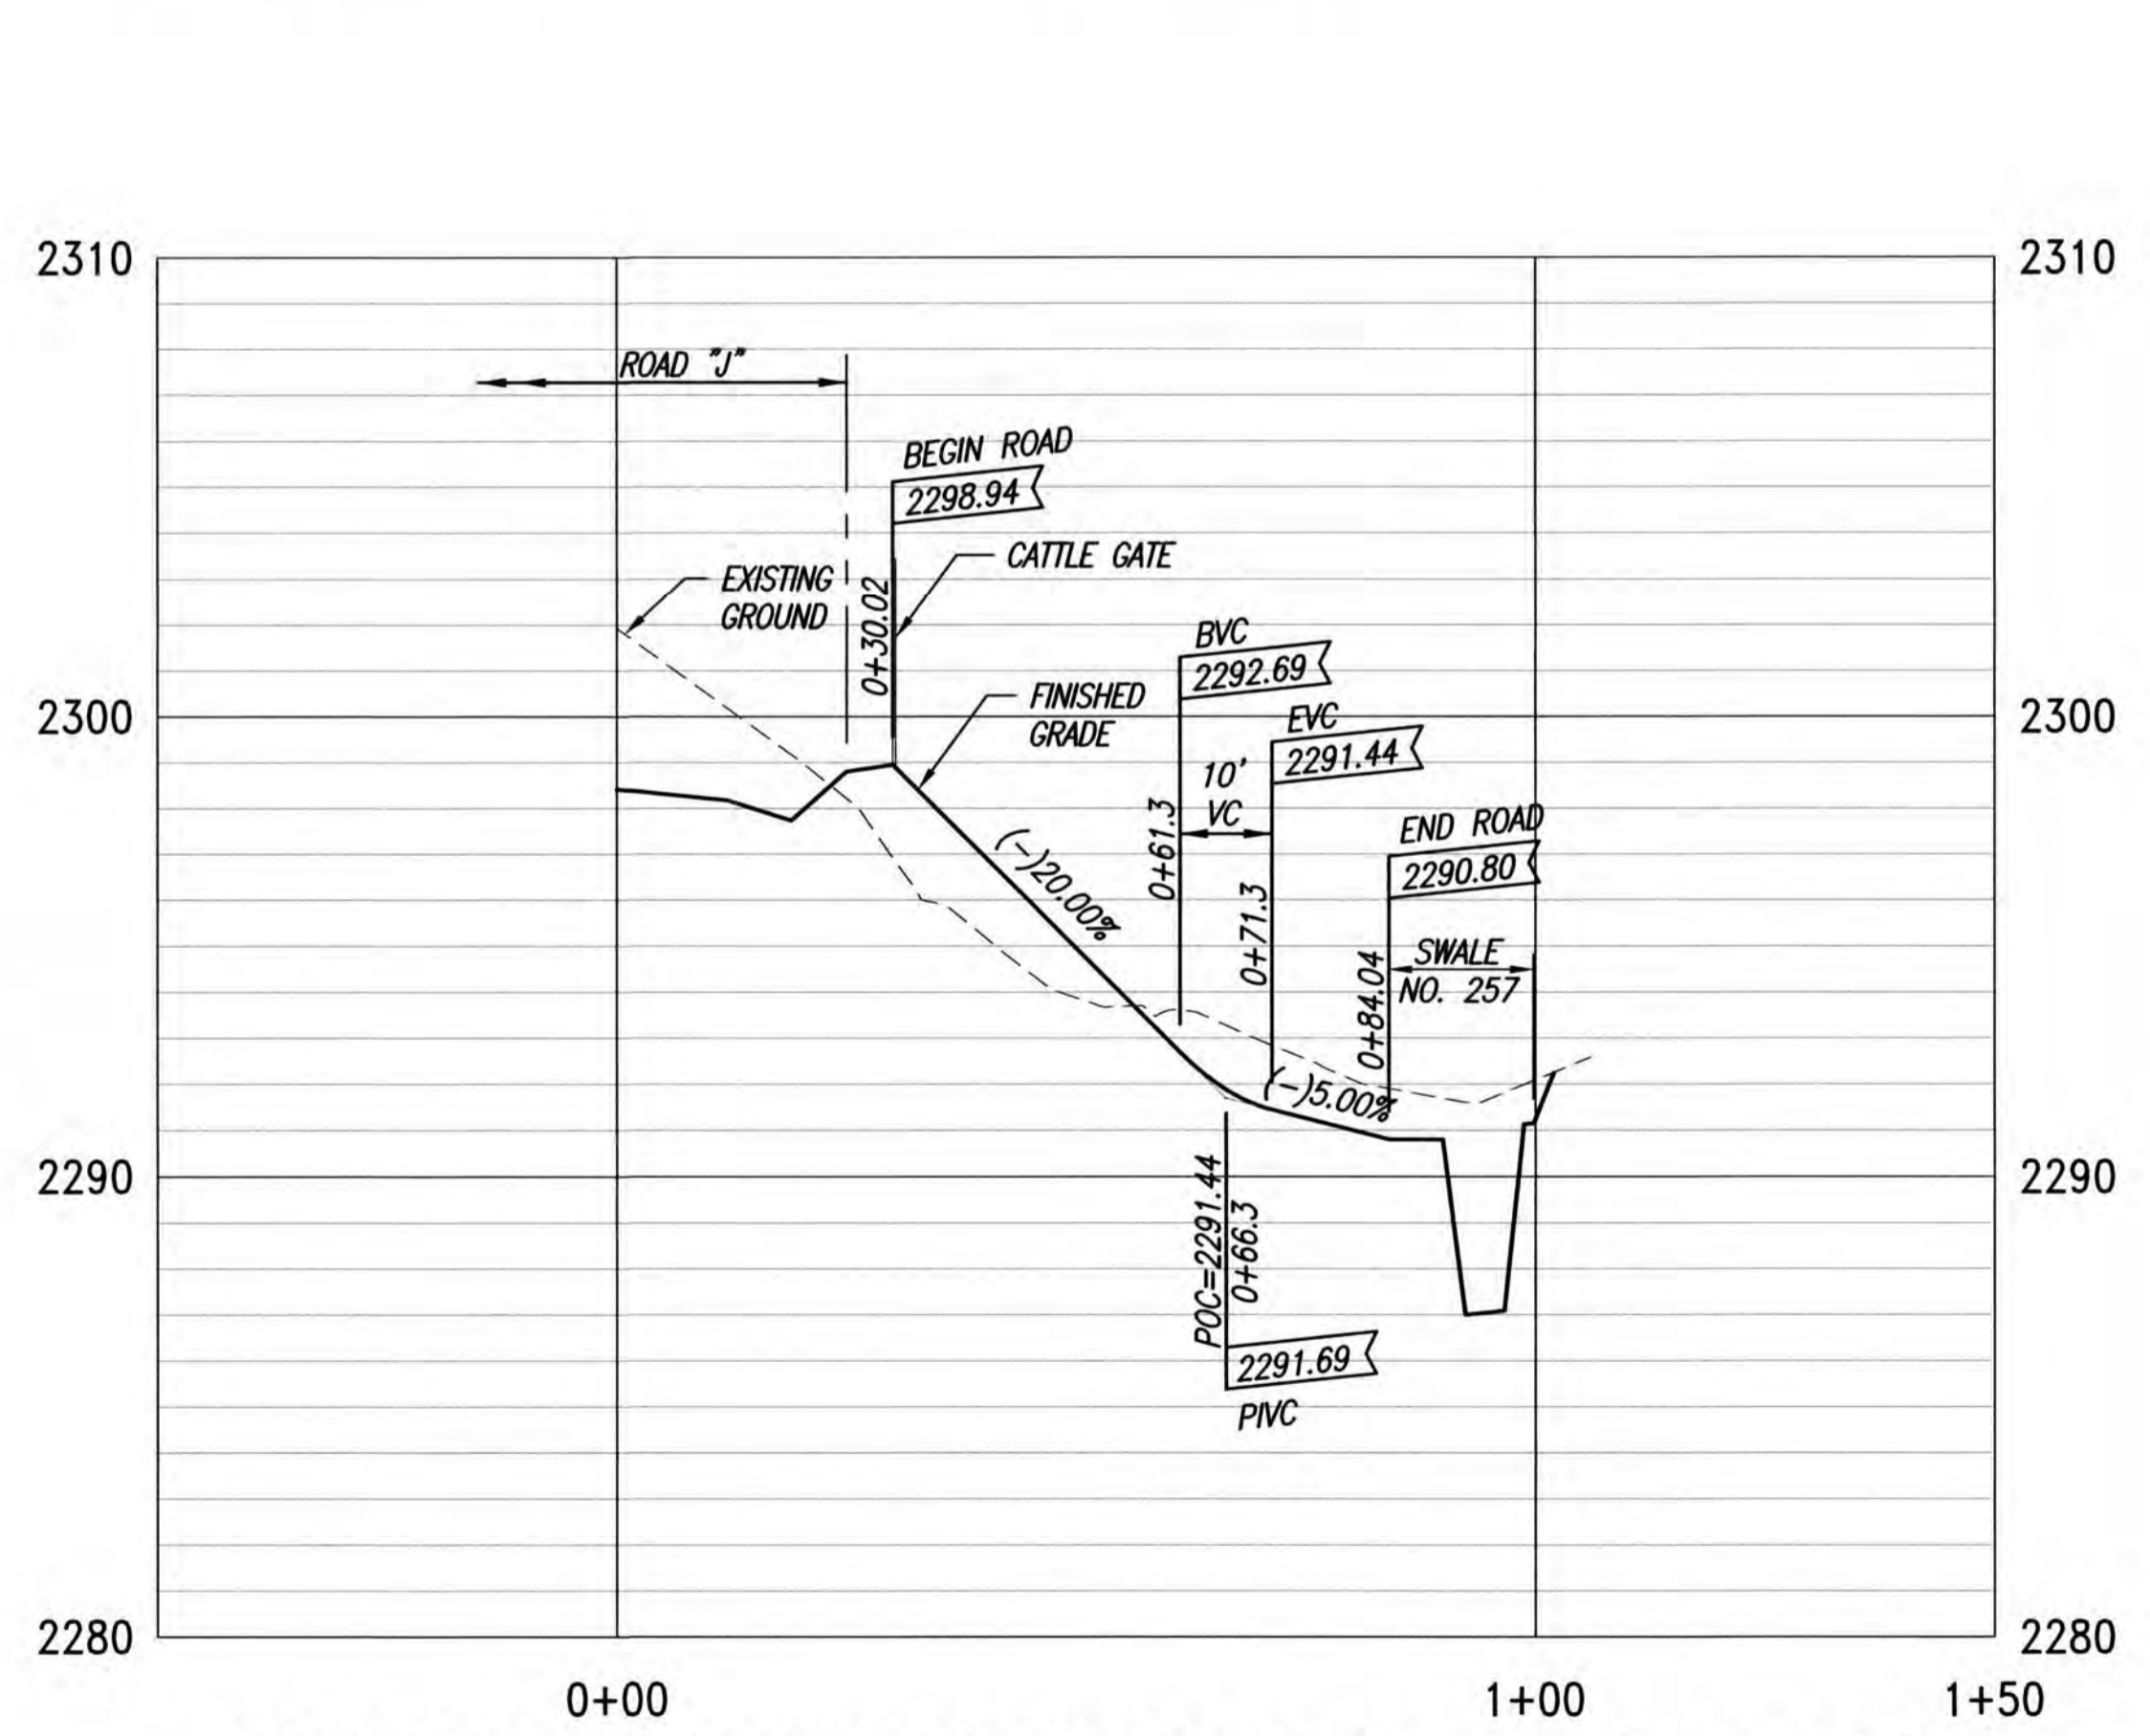 2310
2310
ROAD "J"
BEGIN ROAD
2298.94
CATTLE GATE
EXISTING
GROUND
0+30.02
BVC
2292.69
FINISHED
GRADE
2300
2300
EVC
2291.44
10'
VC
0+61.3
END ROAD
2290.80
(-)20.00%
0+71.3
SWALE
NO. 257
0+84.04
(-)5.00%
2290
2290
POC=2291.44
0+66.3
2291.69
PIVC
2280
2280
0+00
1+00
1+50